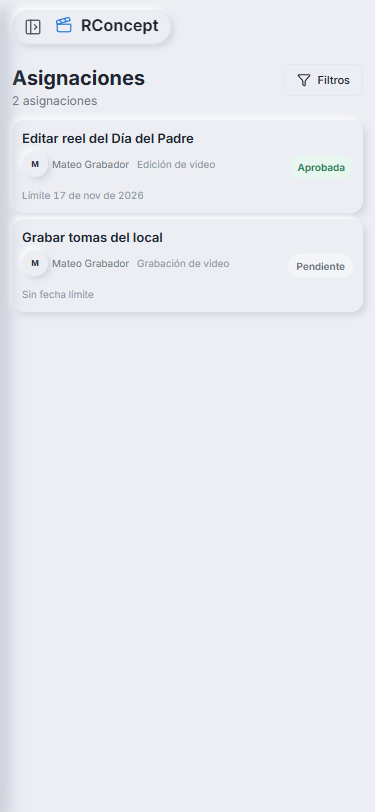 RConcept
Asignaciones
Filtros
2 asignaciones
Editar reel del Día del Padre
M Mateo Grabador Edición de video
Aprobada
Límite 17 de nov de 2026
Grabar tomas del local
M Mateo Grabador Grabación de video
Pendiente
Sin fecha límite